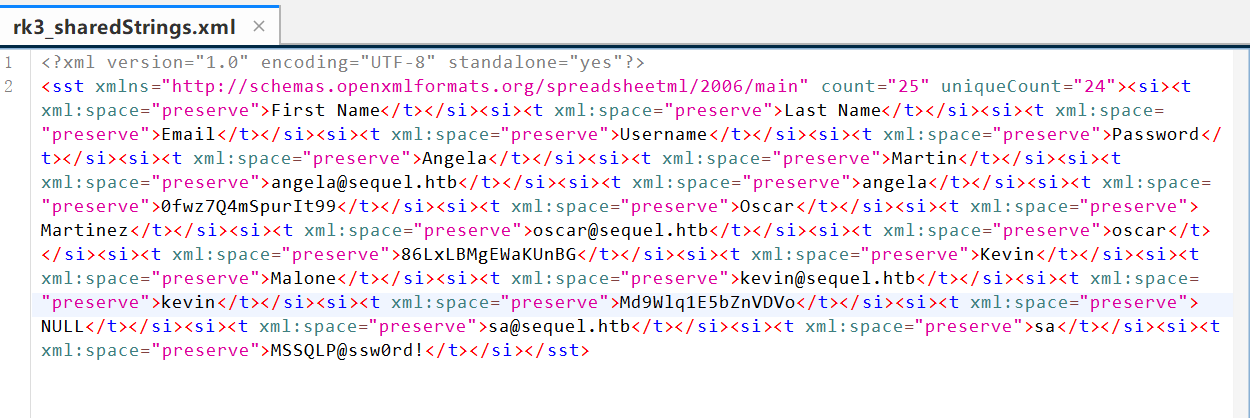 rk3_sharedStrings.xml ×
1 <?xml version="1.0" encoding="UTF-8" standalone="yes"?>
2 <sst xmlns="http://schemas.openxmlformats.org/spreadsheetml/2006/main" count="25" uniqueCount="24"><si><t
xml:space="preserve">First Name</t></si><si><t xml:space="preserve">Last Name</t></si><si><t xml:space=
"preserve">Email</t></si><si><t xml:space="preserve">Username</t></si><si><t xml:space="preserve">Password</
t></si><si><t xml:space="preserve">Angela</t></si><si><t xml:space="preserve">Martin</t></si><si><t
xml:space="preserve">angela@sequel.htb</t></si><si><t xml:space="preserve">angela</t></si><si><t xml:space=
"preserve">0fwz7Q4mSpurIt99</t></si><si><t xml:space="preserve">Oscar</t></si><si><t xml:space="preserve">
Martinez</t></si><si><t xml:space="preserve">oscar@sequel.htb</t></si><si><t xml:space="preserve">oscar</t>
</si><si><t xml:space="preserve">86LxLBMgEWaKUnBG</t></si><si><t xml:space="preserve">Kevin</t></si><si><t
xml:space="preserve">Malone</t></si><si><t xml:space="preserve">kevin@sequel.htb</t></si><si><t xml:space=
"preserve">kevin</t></si><si><t xml:space="preserve">Md9Wlq1E5bZnVDVo</t></si><si><t xml:space="preserve">
NULL</t></si><si><t xml:space="preserve">sa@sequel.htb</t></si><si><t xml:space="preserve">sa</t></si><si><t
xml:space="preserve">MSSQLP@ssw0rd!</t></si></sst>